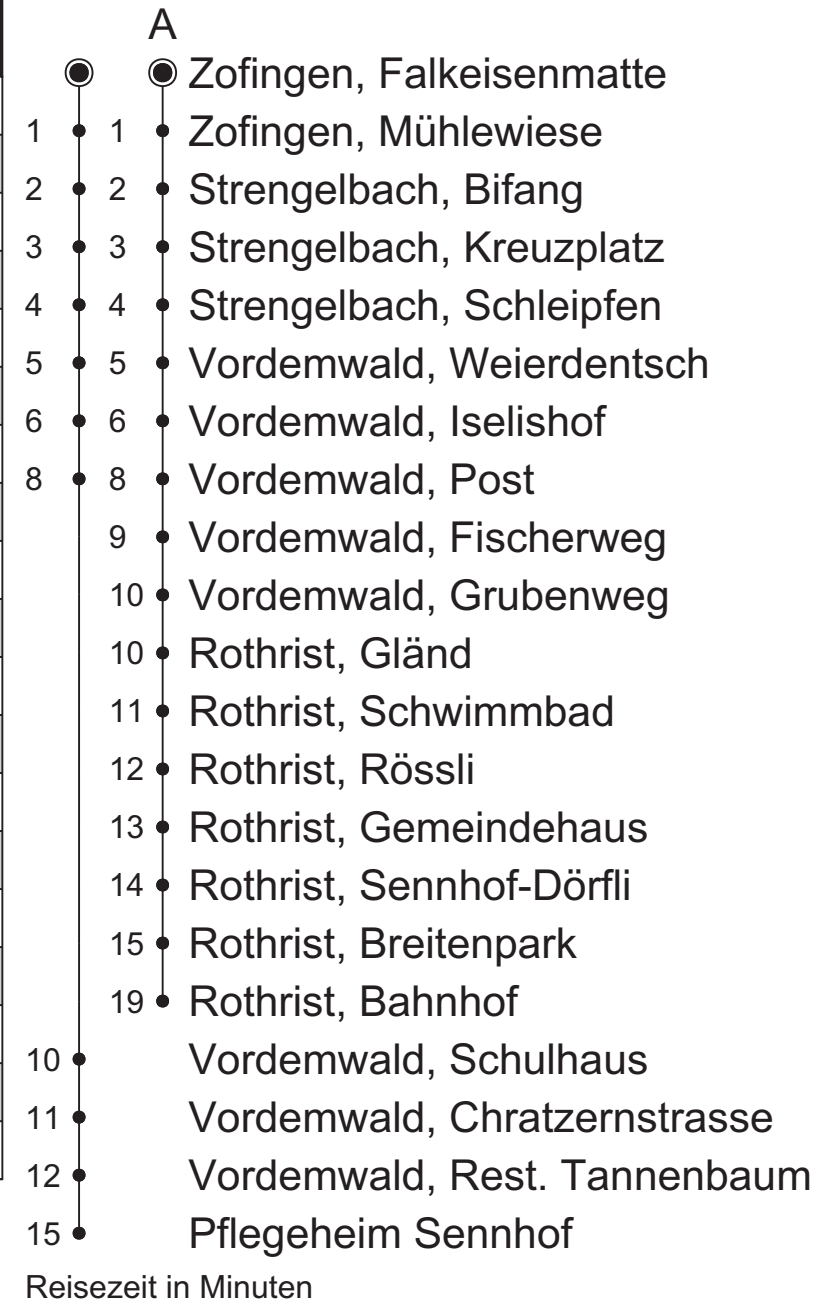 A
Zofingen, Falkeisenmatte
1 1 Zofingen, Mühlewiese
2 2 Strengelbach, Bifang
3 3 Strengelbach, Kreuzplatz
4 4 Strengelbach, Schleipfen
5 5 Vordemwald, Weierdentsch
6 6 Vordemwald, Iselishof
8 8 Vordemwald, Post
9 Vordemwald, Fischerweg
10 Vordemwald, Grubenweg
10 Rothrist, Gländ
11 Rothrist, Schwimmbad
12 Rothrist, Rössli
13 Rothrist, Gemeindehaus
14 Rothrist, Sennhof-Dörfli
15 Rothrist, Breitenpark
19 Rothrist, Bahnhof
10 Vordemwald, Schulhaus
11 Vordemwald, Chratzernstrasse
12 Vordemwald, Rest. Tannenbaum
15 Pflegeheim Sennhof
Reisezeit in Minuten